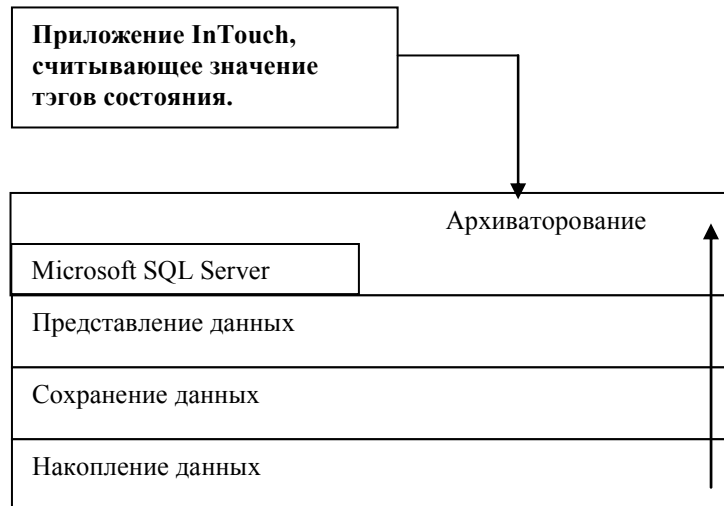 Приложение InTouch,
считывающее значение
тэгов состояния.
Архиваторование
Microsoft SQL Server
Представление данных
Сохранение данных
Накопление данных